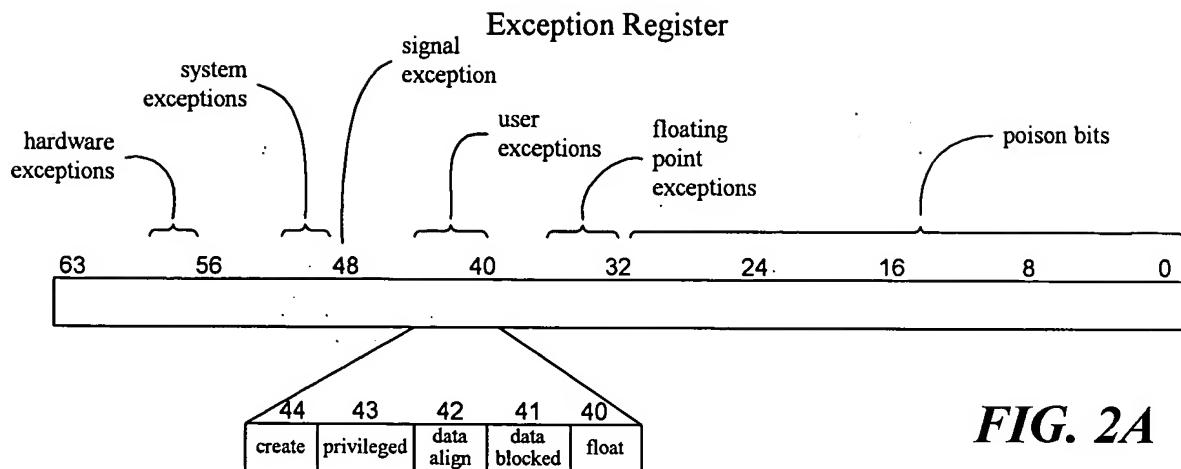 Exception Register
signal
exception
system
exceptions
hardware
exceptions
user
exceptions
floating
point
exceptions
poison bits
63 56 48 40 32 24 16 8 0
44 43 42 41 40
create privileged data align data blocked float
FIG. 2A